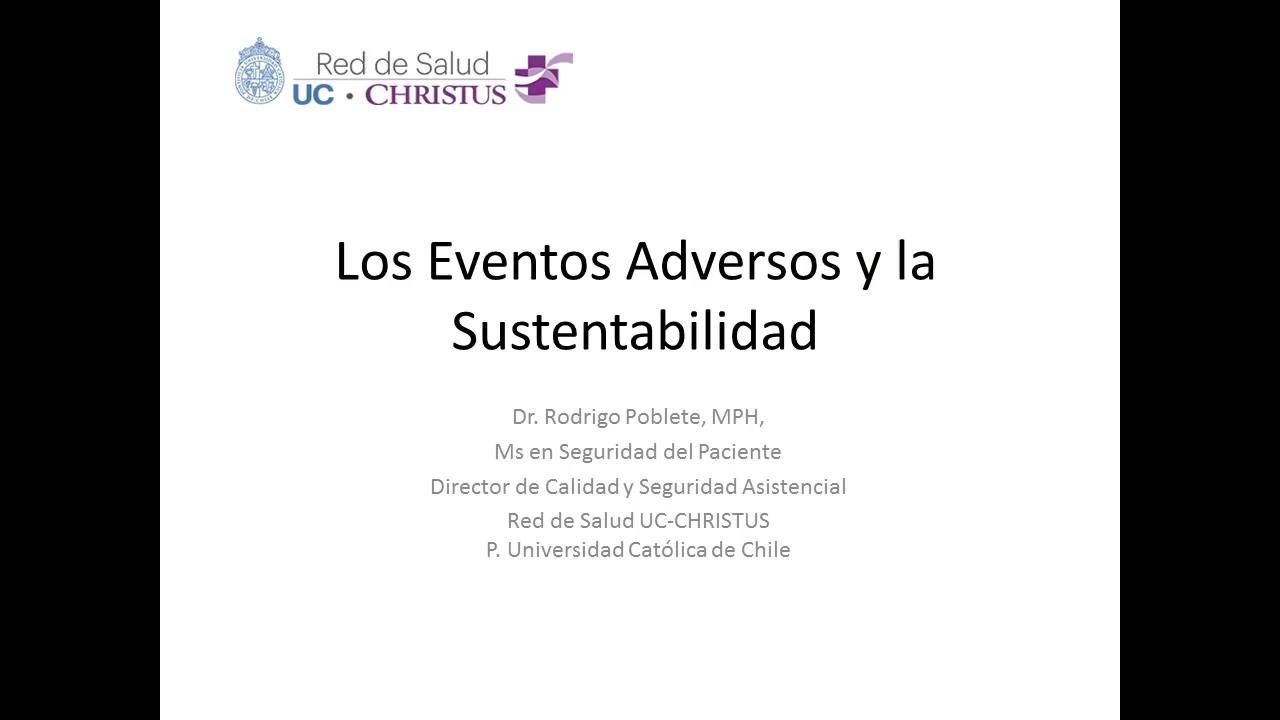 Red de Salud
UC · CHRISTUS
Los Eventos Adversos y la
Sustentabilidad
Dr. Rodrigo Poblete, MPH,
Ms en Seguridad del Paciente
Director de Calidad y Seguridad Asistencial
Red de Salud UC-CHRISTUS
P. Universidad Católica de Chile